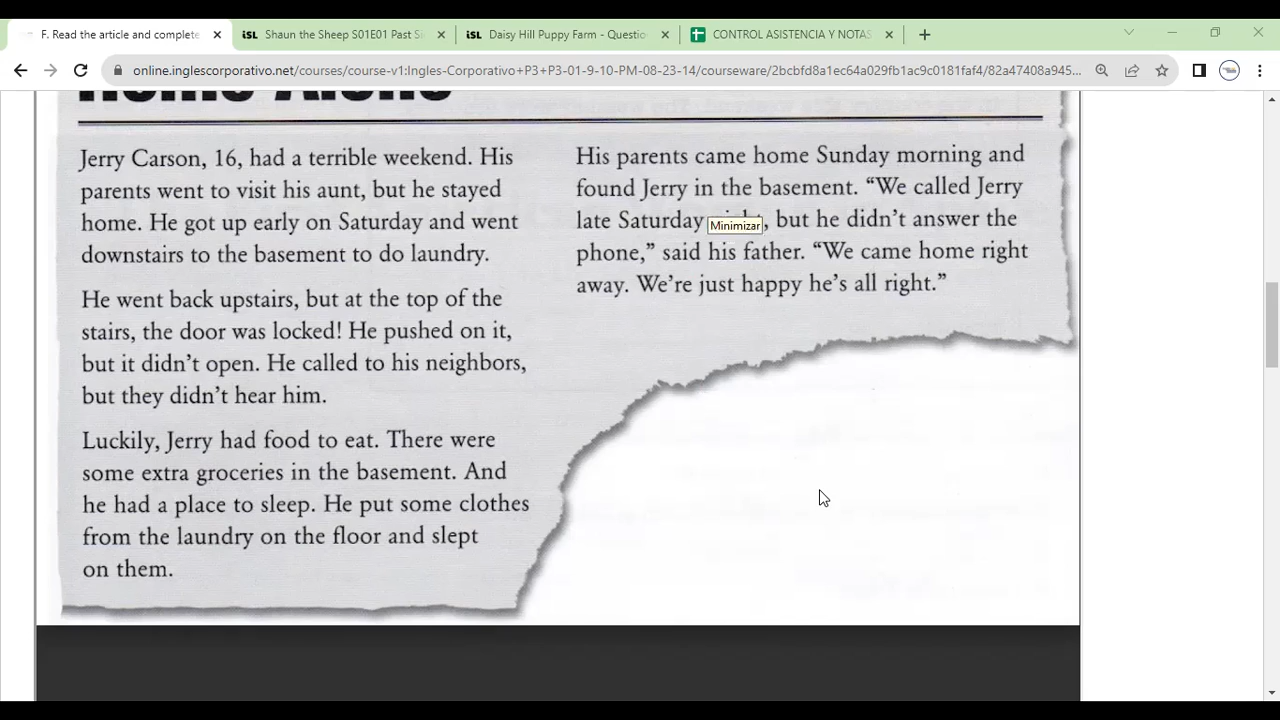 F. Read the article and complete
Shaun the Sheep S01E01 Past Si
Daisy Hill Puppy Farm - Questio
CONTROL ASISTENCIA Y NOTAS
online.inglescorporativo.net/courses/course-v1:Ingles-Corporativo+P3+P3-01-9-10-PM-08-23-14/courseware/2bcbfd8a1ec64a029fb1ac9c0181faf4/82a47408a945...
Home Alone
Jerry Carson, 16, had a terrible weekend. His
parents went to visit his aunt, but he stayed
home. He got up early on Saturday and went
downstairs to the basement to do laundry.
He went back upstairs, but at the top of the
stairs, the door was locked! He pushed on it,
but it didn't open. He called to his neighbors,
but they didn't hear him.
Luckily, Jerry had food to eat. There were
some extra groceries in the basement. And
he had a place to sleep. He put some clothes
from the laundry on the floor and slept
on them.
His parents came home Sunday morning and
found Jerry in the basement. “We called Jerry
late Saturday night, but he didn't answer the
Minimizar
phone,” said his father. “We came home right
away. We're just happy he's all right.”